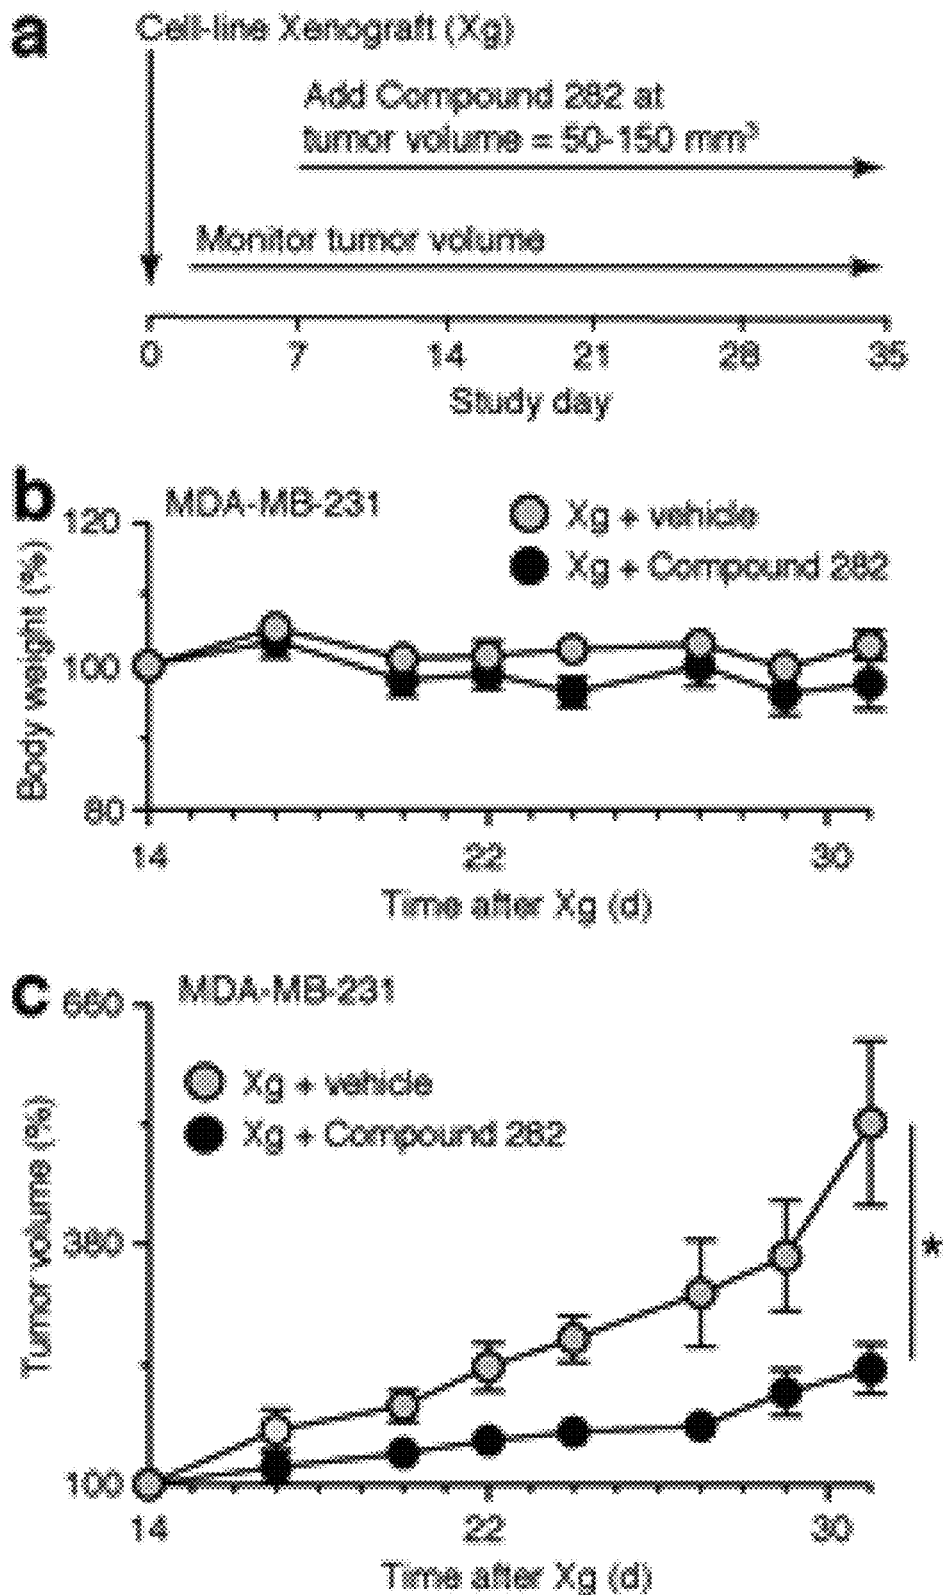 a
Cell-line Xenograft (Xg)
Add Compound 282 at
tumor volume = 50-150 mm³
Monitor tumor volume
0 7 14 21 28 35
Study day
b
MDA-MB-231
Xg + vehicle
Xg + Compound 282
120
100
80
Body weight (%)
14 22 30
Time after Xg (d)
c
MDA-MB-231
Xg + vehicle
Xg + Compound 282
660
380
100
Tumor volume (%)
*
14 22 30
Time after Xg (d)